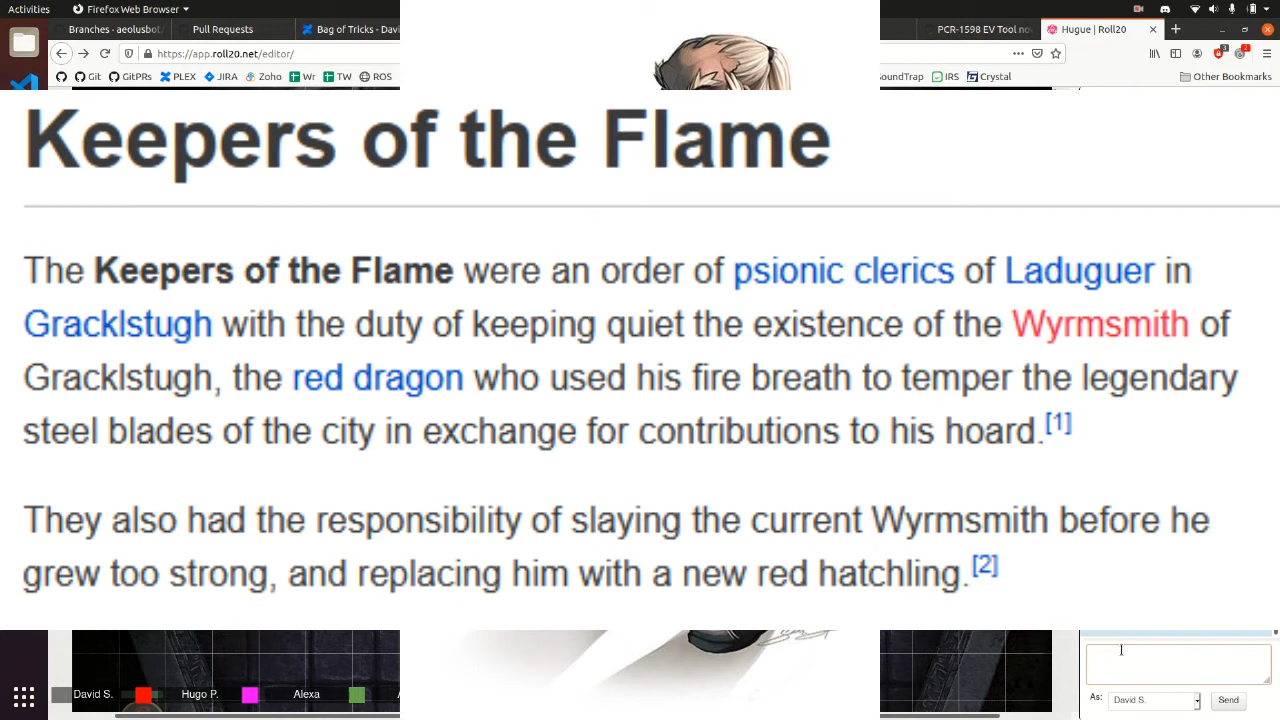 Activities
Firefox Web Browser
Branches - aeolusbot/
Pull Requests
Bag of Tricks - Davi
PCR-1598 EV Tool no
Hugue | Roll20
https://app.roll20.net/editor/
Git
GitPRs
PLEX
JIRA
Zoho
Wr
TW
ROS
oundTrap
IRS
Crystal
Other Bookmarks
Keepers of the Flame
The Keepers of the Flame were an order of psionic clerics of Laduguer in
Gracklstugh with the duty of keeping quiet the existence of the Wyrmsmith of
Gracklstugh, the red dragon who used his fire breath to temper the legendary
steel blades of the city in exchange for contributions to his hoard.[1]
They also had the responsibility of slaying the current Wyrmsmith before he
grew too strong, and replacing him with a new red hatchling.[2]
David S.
Hugo P.
Alexa
As:
David S.
Send